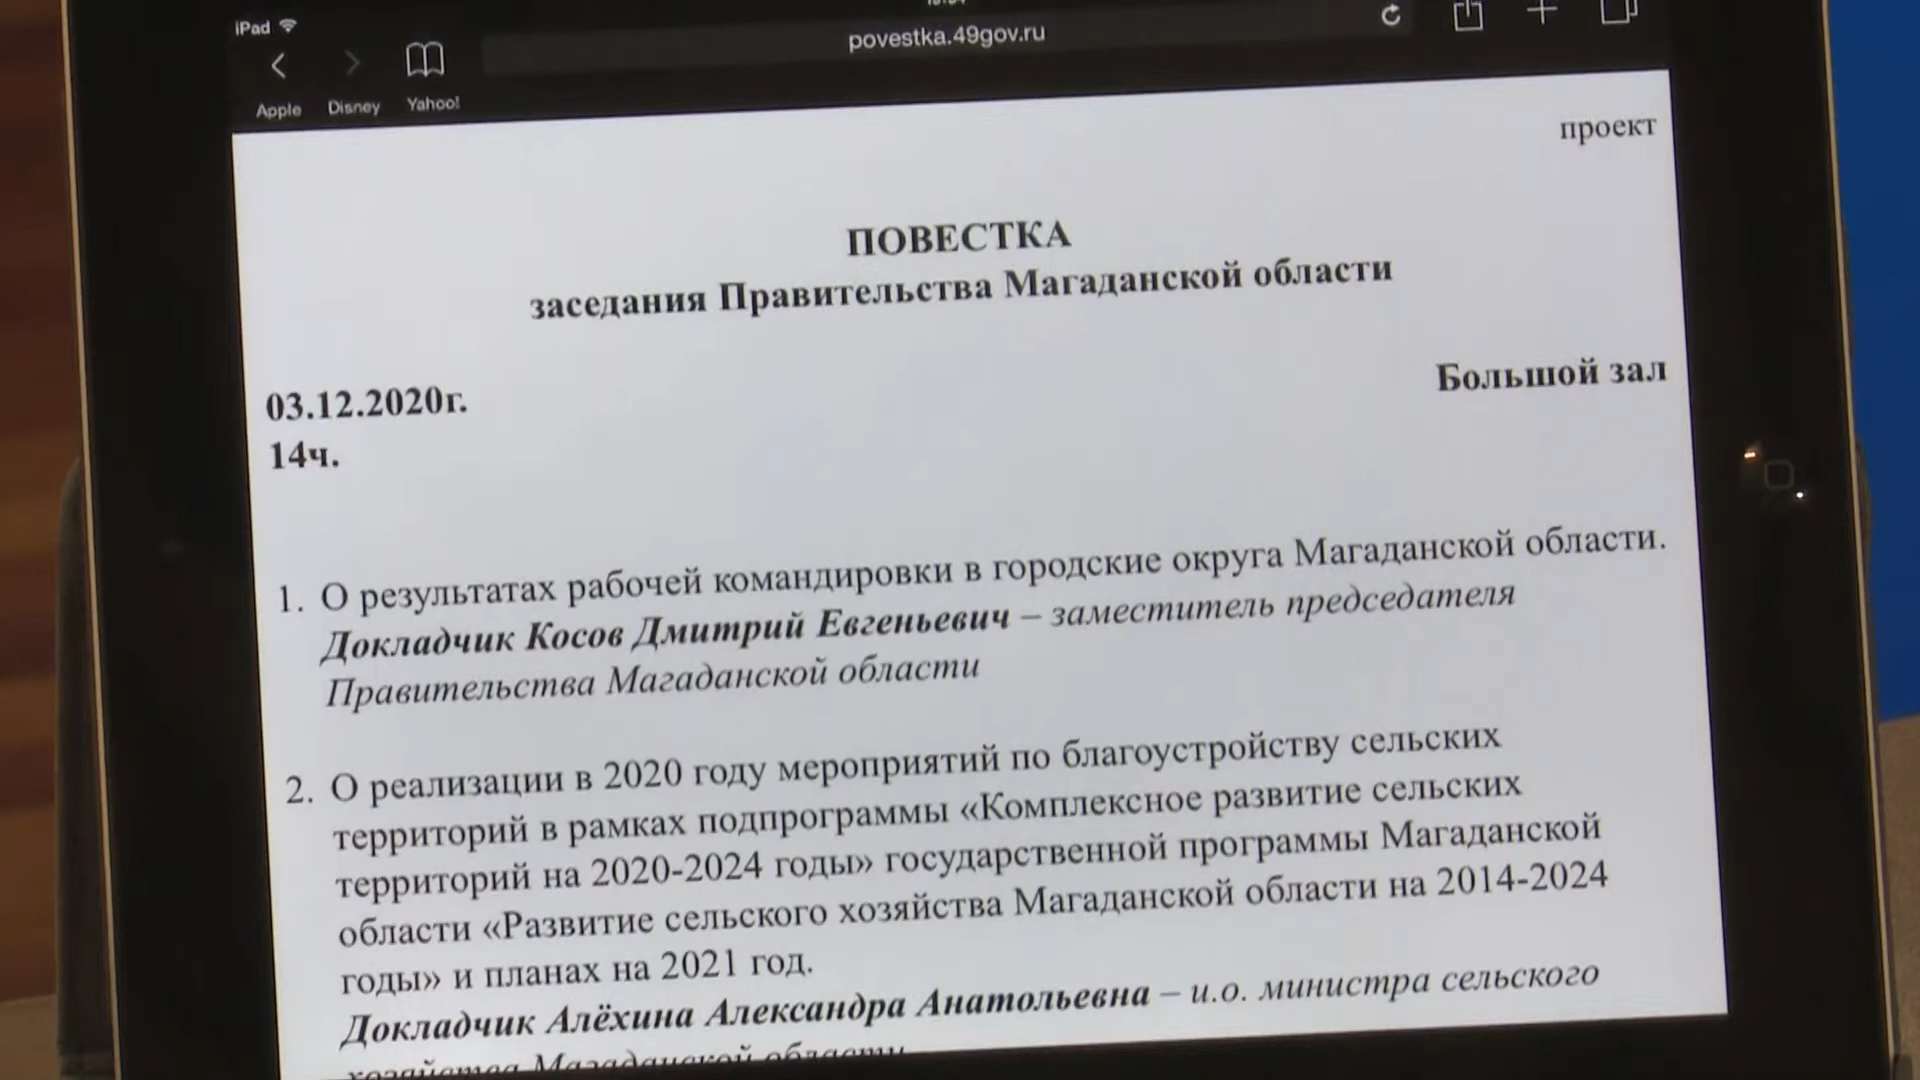 iPad
povestka.49gov.ru
Apple Disney Yahoo!
проект
ПОВЕСТКА
заседания Правительства Магаданской области
03.12.2020г.
Большой зал
14ч.
1. О результатах рабочей командировки в городские округа Магаданской области.
Докладчик Косов Дмитрий Евгеньевич – заместитель председателя
Правительства Магаданской области
2. О реализации в 2020 году мероприятий по благоустройству сельских
территорий в рамках подпрограммы «Комплексное развитие сельских
территорий на 2020-2024 годы» государственной программы Магаданской
области «Развитие сельского хозяйства Магаданской области на 2014-2024
годы» и планах на 2021 год.
Докладчик Алёхина Александра Анатольевна – и.о. министра сельского
хозяйства Магаданской области